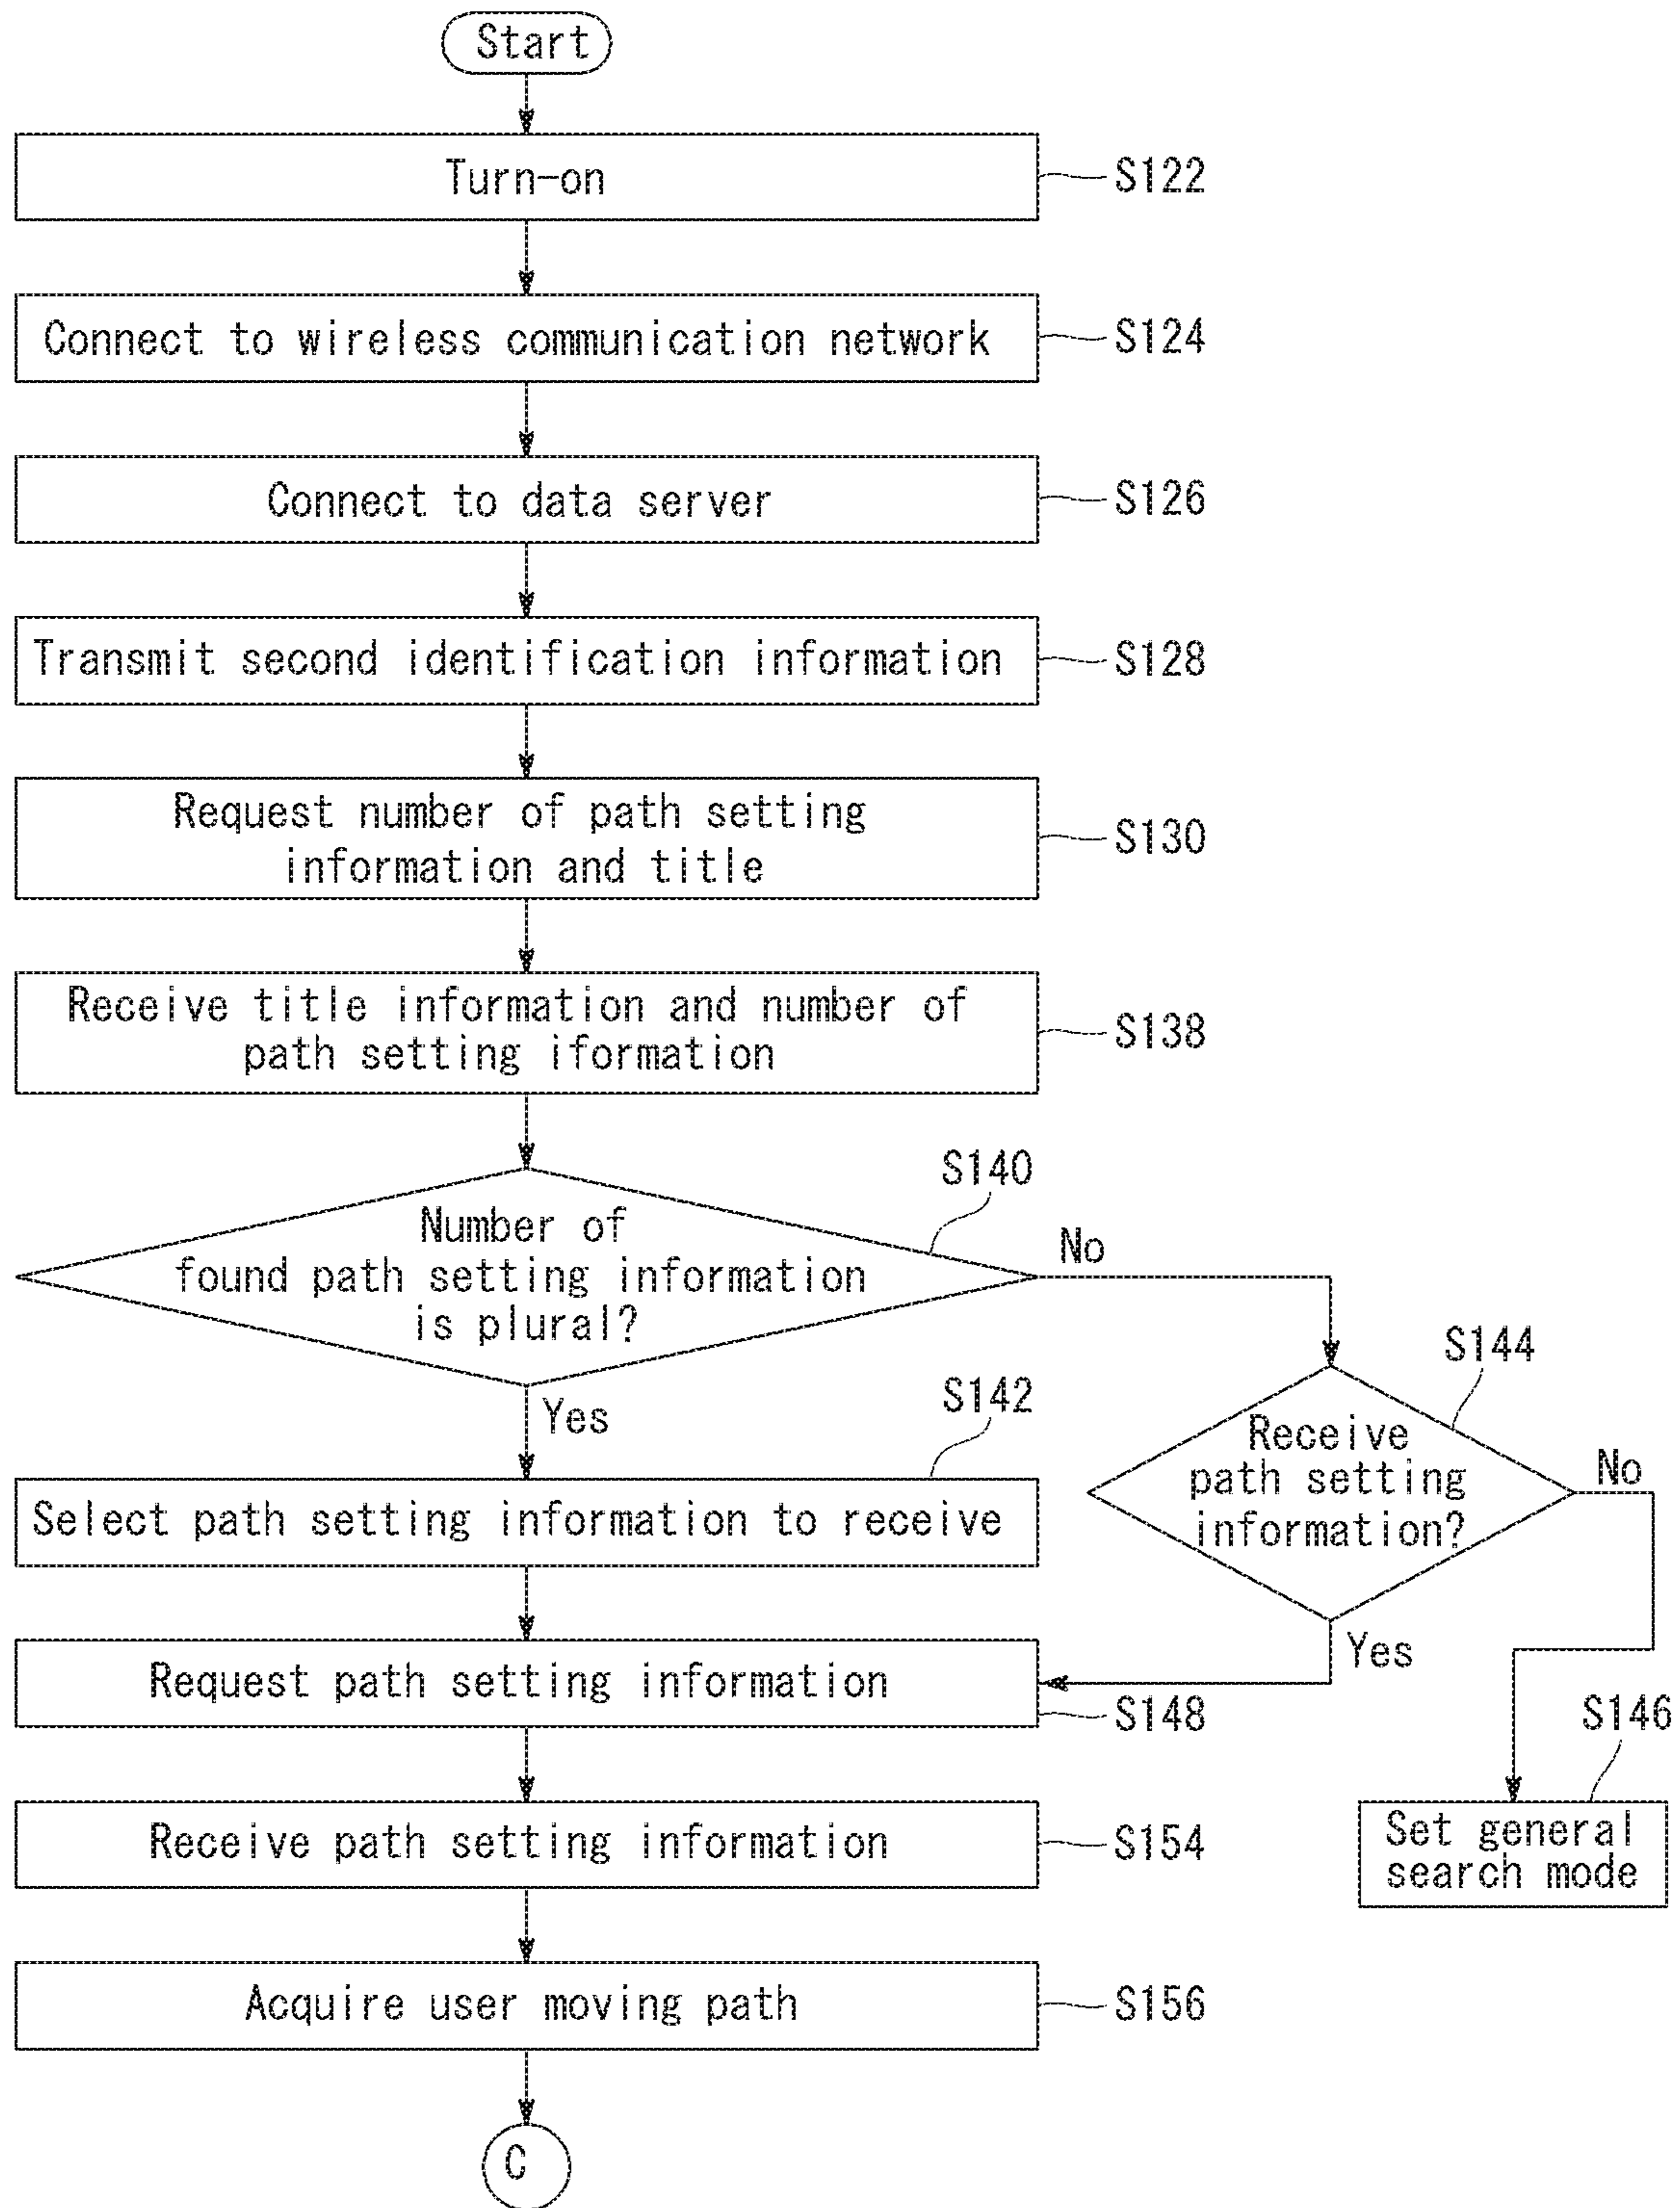 Start
Turn-on
S122
Connect to wireless communication network
S124
Connect to data server
S126
Transmit second identification information
S128
Request number of path setting
information and title
S130
Receive title information and number of
path setting iformation
S138
S140
Number of
found path setting information
is plural?
No
Yes
S142
Select path setting information to receive
S144
Receive
path setting
information?
No
Yes
Request path setting information
S148
S146
Set general
search mode
Receive path setting information
S154
Acquire user moving path
S156
C